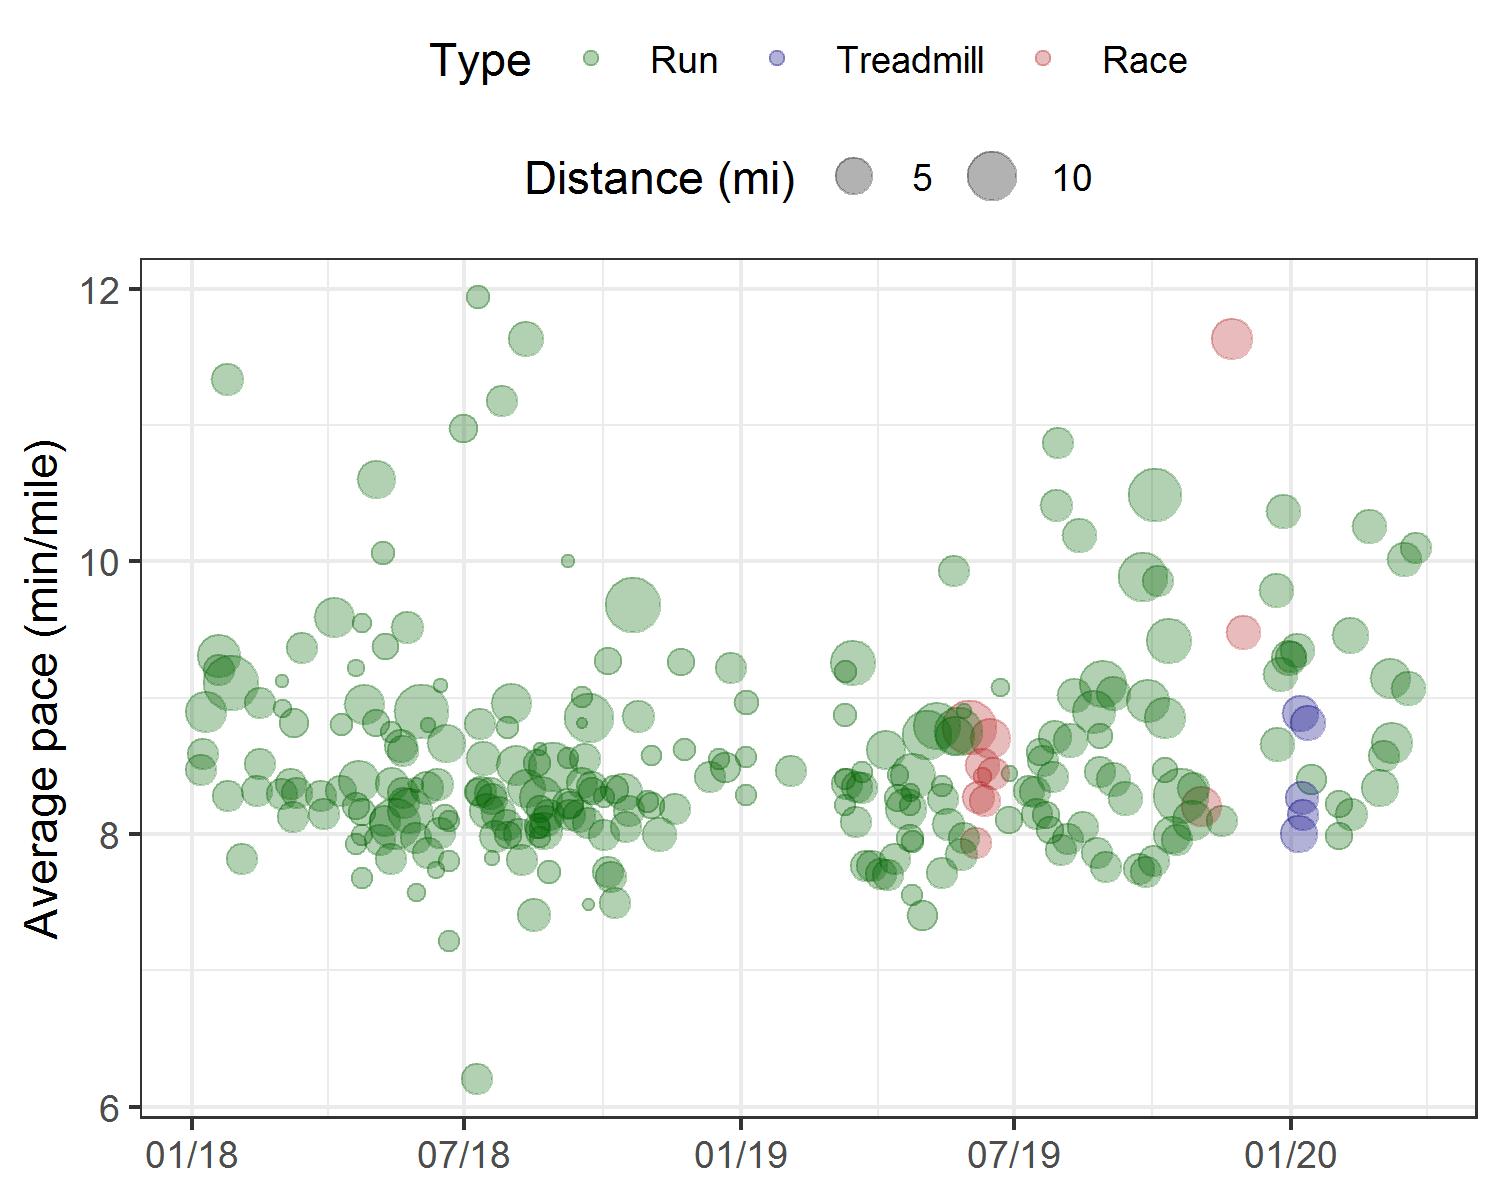 Type Run Treadmill Race
Distance (mi) 5 10
Average pace (min/mile)
12
10
8
6
01/18 07/18 01/19 07/19 01/20